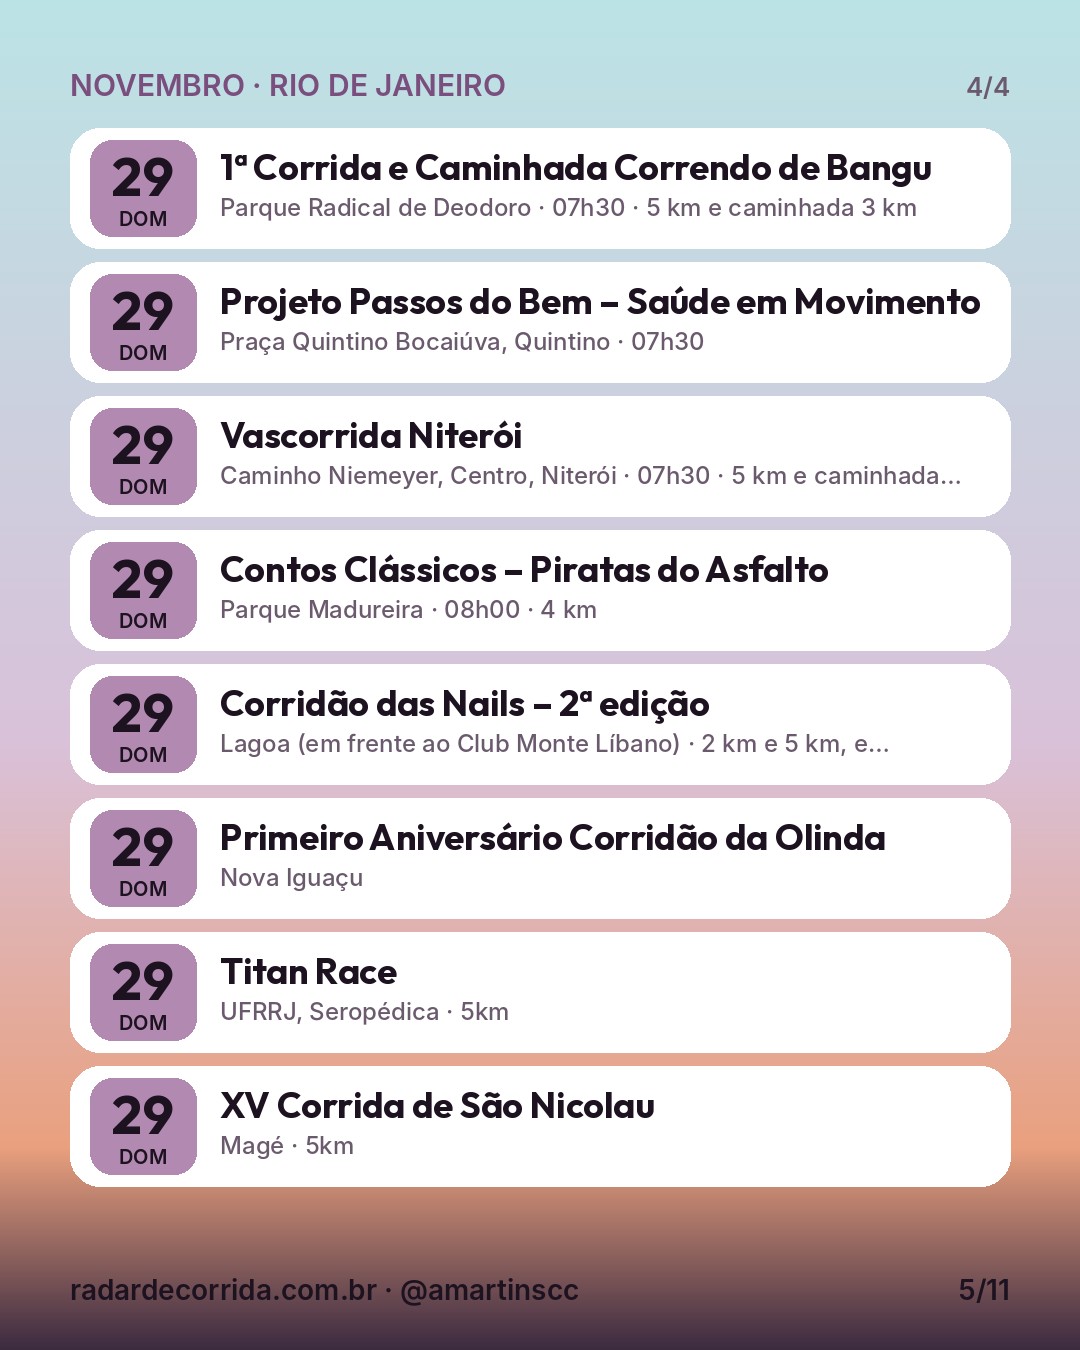 NOVEMBRO · RIO DE JANEIRO
4/4
29
DOM
1ª Corrida e Caminhada Correndo de Bangu
Parque Radical de Deodoro · 07h30 · 5 km e caminhada 3 km
29
DOM
Projeto Passos do Bem – Saúde em Movimento
Praça Quintino Bocaiúva, Quintino · 07h30
29
DOM
Vascorrida Niterói
Caminho Niemeyer, Centro, Niterói · 07h30 · 5 km e caminhada...
29
DOM
Contos Clássicos – Piratas do Asfalto
Parque Madureira · 08h00 · 4 km
29
DOM
Corridão das Nails – 2ª edição
Lagoa (em frente ao Club Monte Líbano) · 2 km e 5 km, e...
29
DOM
Primeiro Aniversário Corridão da Olinda
Nova Iguaçu
29
DOM
Titan Race
UFRRJ, Seropédica · 5km
29
DOM
XV Corrida de São Nicolau
Magé · 5km
radardecorrida.com.br · @amartinscc
5/11